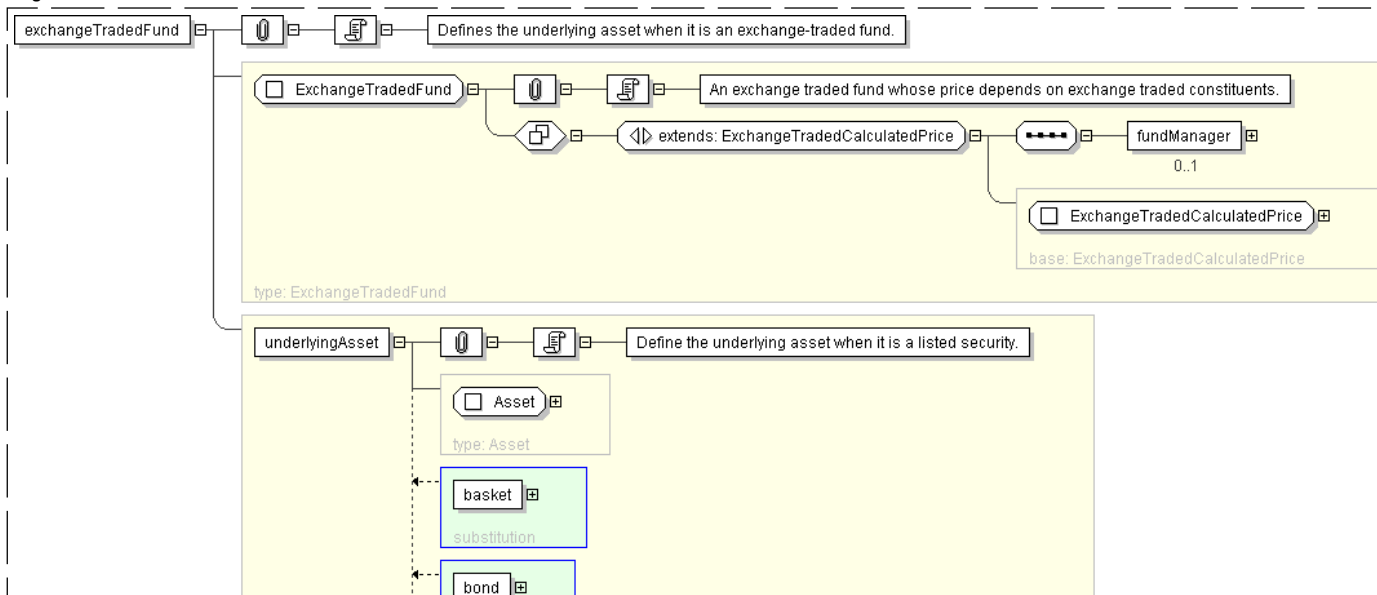 exchangeTradedFund Defines the underlying asset when it is an exchange-traded fund.
ExchangeTradedFund An exchange traded fund whose price depends on exchange traded constituents.
extends: ExchangeTradedCalculatedPrice fundManager
0..1
ExchangeTradedCalculatedPrice
base: ExchangeTradedCalculatedPrice
type: ExchangeTradedFund
underlyingAsset Define the underlying asset when it is a listed security.
Asset
type: Asset
basket
substitution
bond